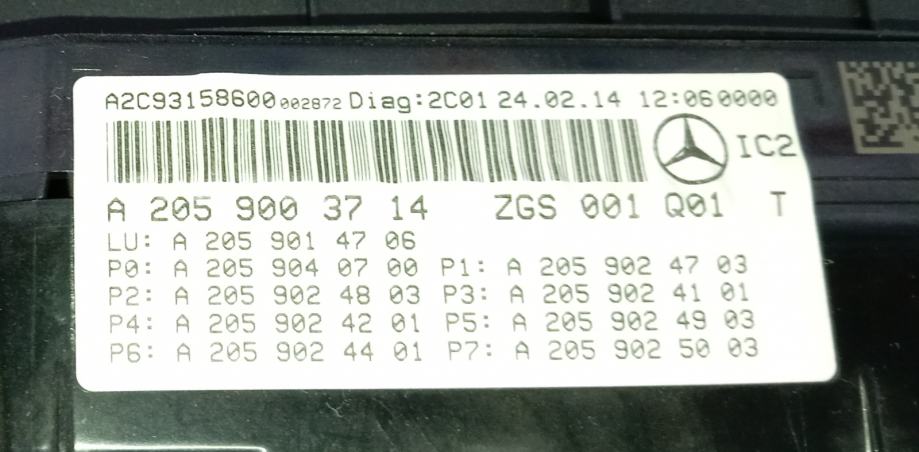 A2C93158600 002872 Diag:2C01 24.02.14 12:06 0000
IC2
A 205 900 37 14 ZGS 001 Q01 T
LU: A 205 901 47 06
P0: A 205 904 07 00 P1: A 205 902 47 03
P2: A 205 902 48 03 P3: A 205 902 41 01
P4: A 205 902 42 01 P5: A 205 902 49 03
P6: A 205 902 44 01 P7: A 205 902 50 03